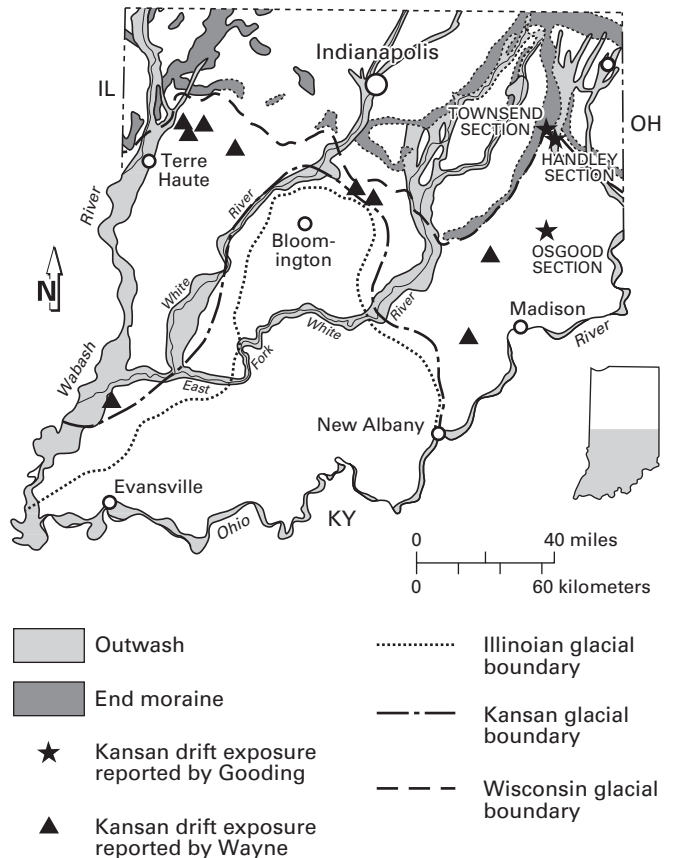 Indianapolis
IL
TOWNSEND
SECTION
OH
HANDLEY
SECTION
Terre
Haute
River
River
Bloom-
ington
OSGOOD
SECTION
N
White
River
White
Madison
River
Wabash
Fork
East
New Albany
Evansville
Ohio
KY
0 40 miles
0 60 kilometers
Outwash
End moraine
Kansan drift exposure
reported by Gooding
Kansan drift exposure
reported by Wayne
Illinoian glacial
boundary
Kansan glacial
boundary
Wisconsin glacial
boundary